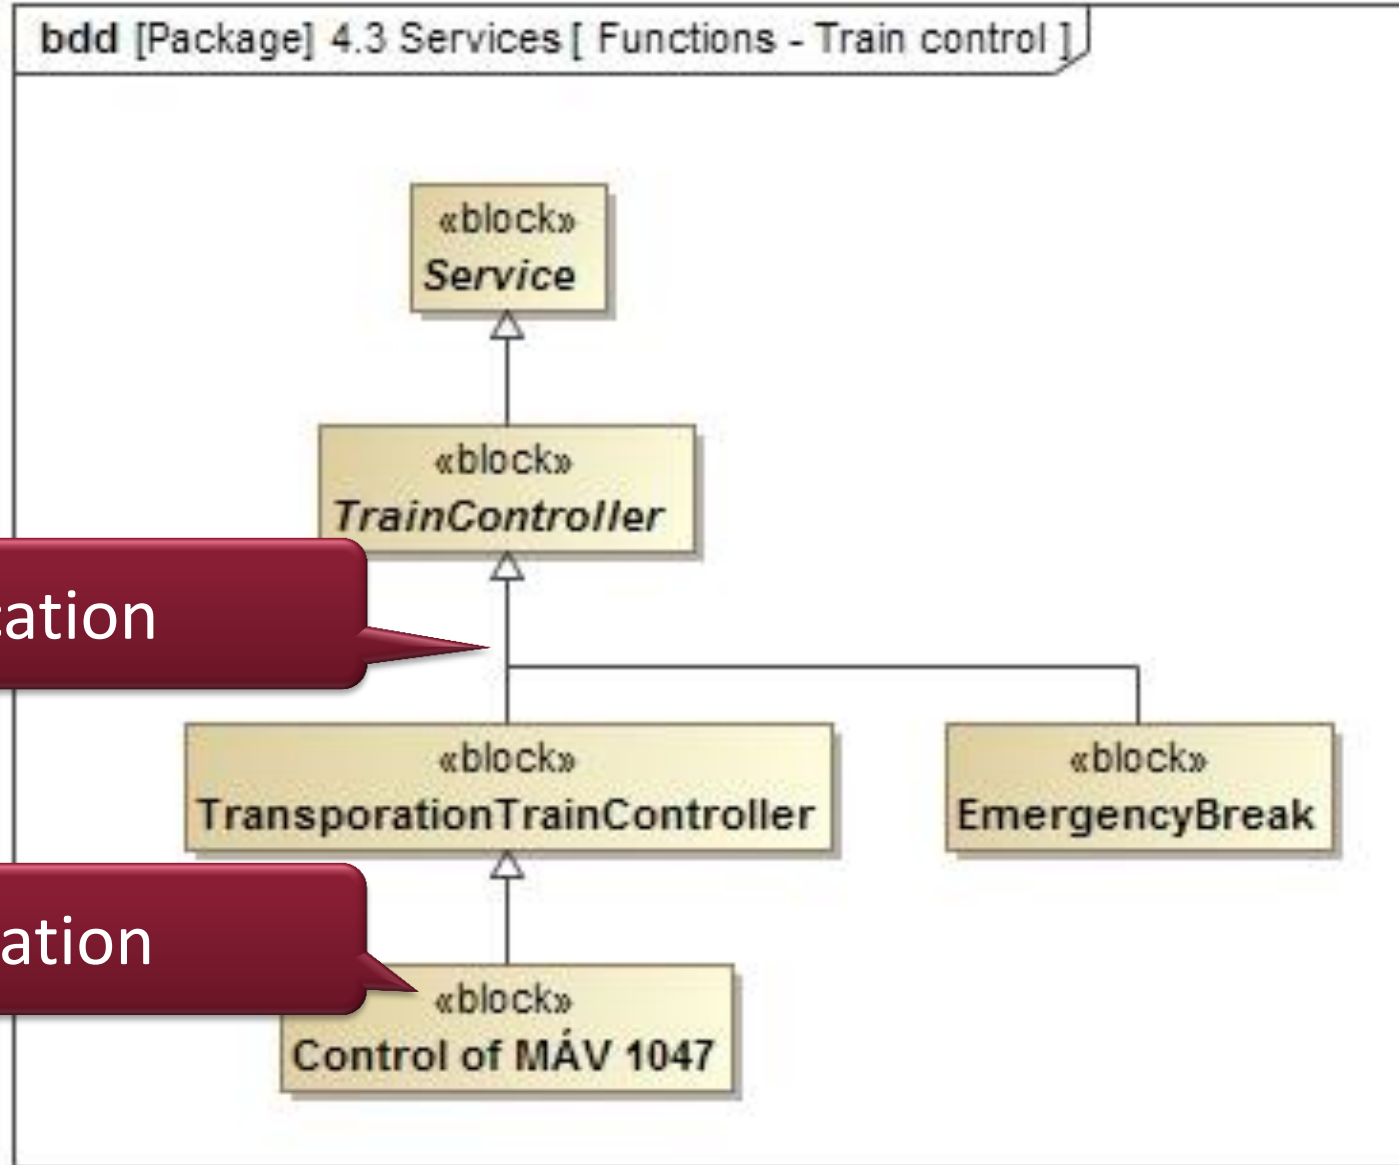 bdd [Package] 4.3 Services [ Functions - Train control ]
«block»
Service
«block»
TrainController
cation
«block»
TransporationTrainController
«block»
EmergencyBreak
ation
«block»
Control of MÁV 1047